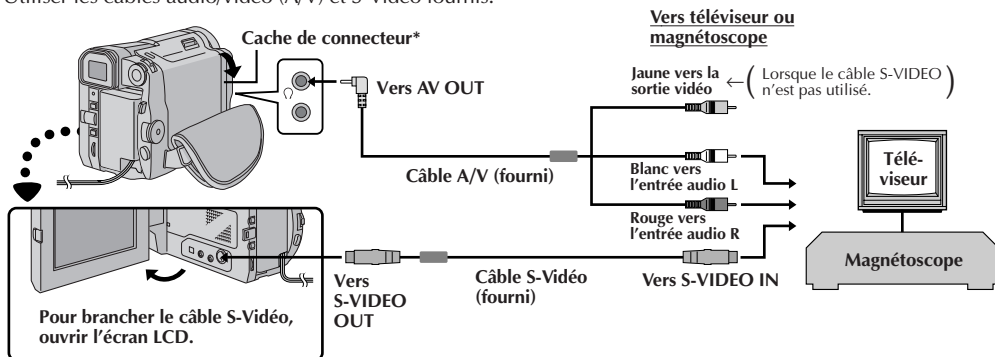 Utiliser les câbles audio/vidéo (A/V) et S-Vidéo fournis.
Cache de connecteur*
Vers AV OUT
Câble A/V (fourni)
Vers téléviseur ou
magnétoscope
Jaune vers la
sortie vidéo
← ( Lorsque le câble S-VIDEO
n'est pas utilisé. )
Blanc vers
l'entrée audio L
Rouge vers
l'entrée audio R
Télé-
viseur
Magnétoscope
Vers
S-VIDEO
OUT
Câble S-Vidéo
(fourni)
Vers S-VIDEO IN
Pour brancher le câble S-Vidéo,
ouvrir l'écran LCD.